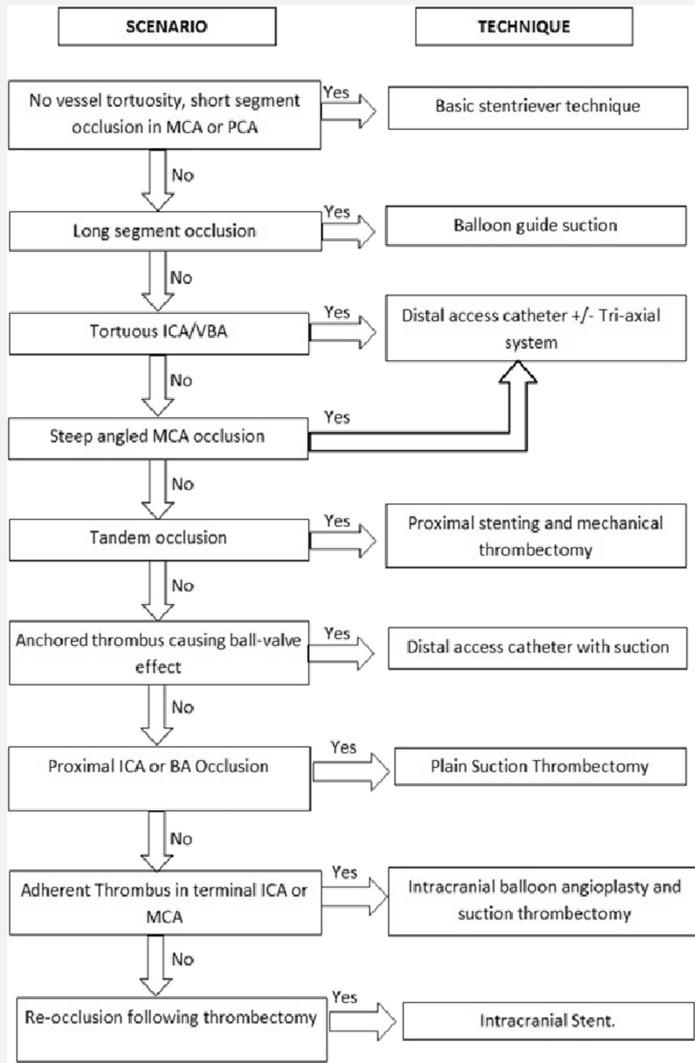 SCENARIO
TECHNIQUE
No vessel tortuosity, short segment
occlusion in MCA or PCA
Yes
Basic stentriever technique
No
Long segment occlusion
Yes
Balloon guide suction
No
Tortuous ICA/VBA
Yes
Distal access catheter +/- Tri-axial
system
No
Steep angled MCA occlusion
Yes
No
Tandem occlusion
Yes
Proximal stenting and mechanical
thrombectomy
No
Anchored thrombus causing ball-valve
effect
Yes
Distal access catheter with suction
No
Proximal ICA or BA Occlusion
Yes
Plain Suction Thrombectomy
No
Adherent Thrombus in terminal ICA or
MCA
Yes
Intracranial balloon angioplasty and
suction thrombectomy
No
Re-occlusion following thrombectomy
Yes
Intracranial Stent.